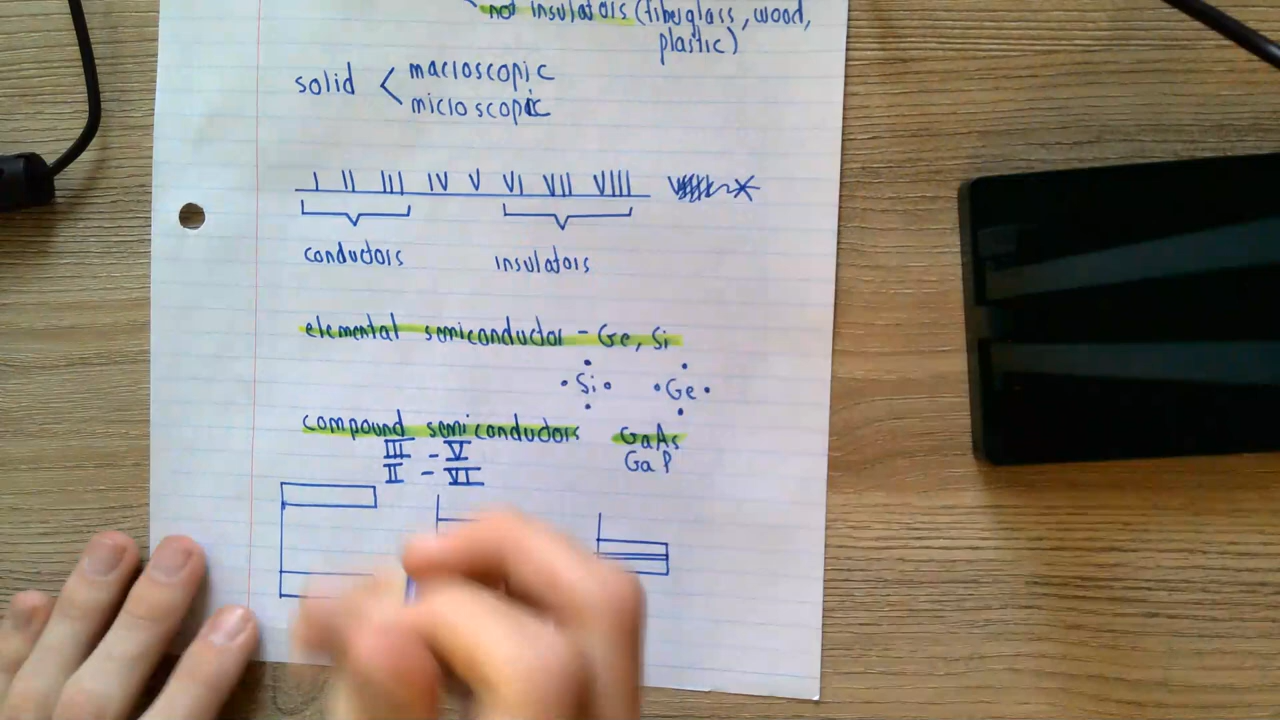 not insulators (fiberglass, wood,
plastic)
solid < macroscopic
microscopic
I II III IV V VI VII VIII
conductors insulators
elemental semiconductor - Ge, Si
Si Ge
compound semiconductors GaAs
III - V GaP
II - VI